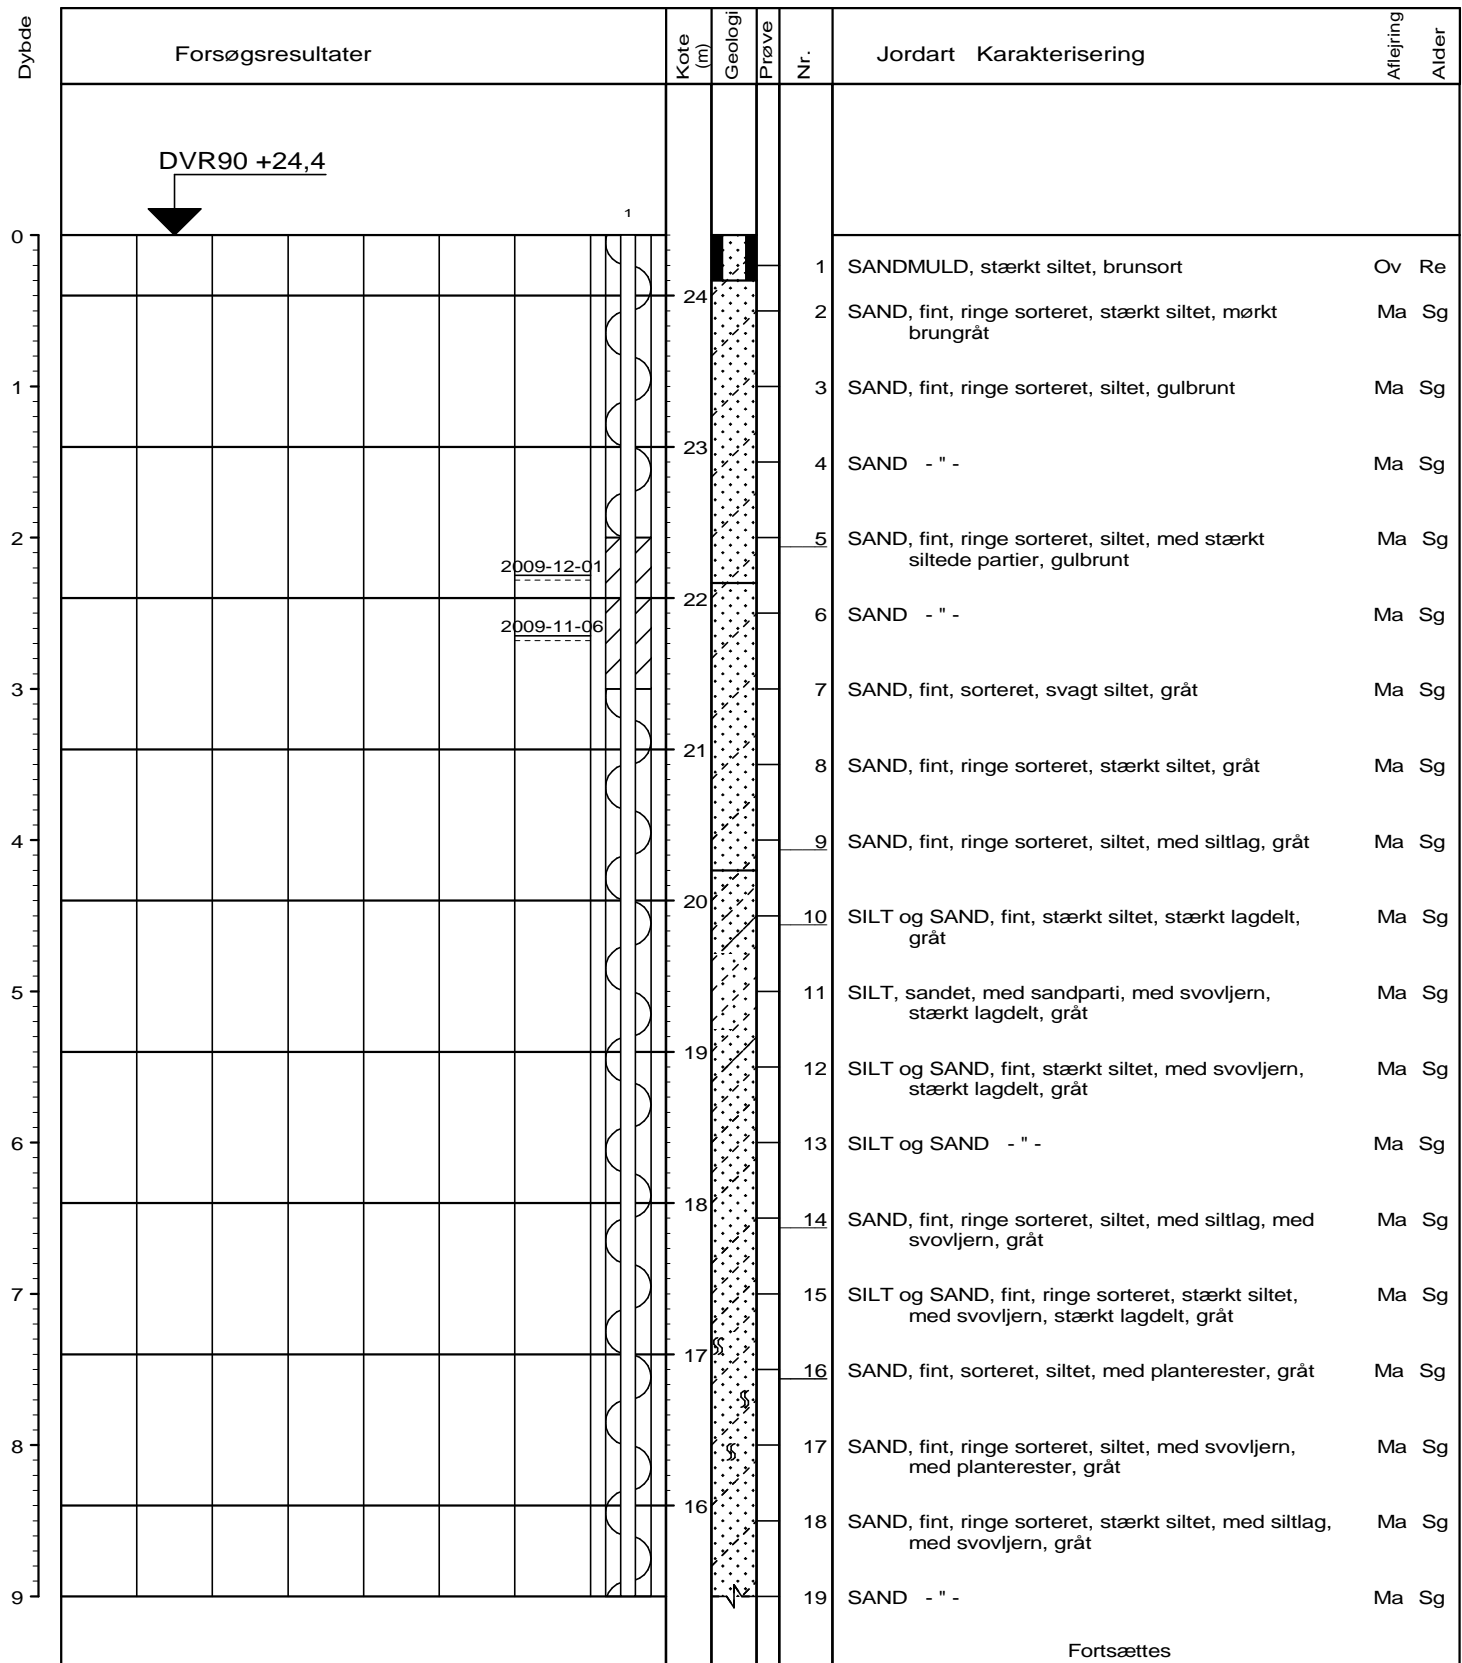 Dybde
Forsøgsresultater
Kote (m)
Geologi
Prøve
Nr.
Jordart Karakterisering
Aflejring
Alder
DVR90 +24,4
1
0
1 SANDMULD, stærkt siltet, brunsort Ov Re
24
2 SAND, fint, ringe sorteret, stærkt siltet, mørkt Ma Sg
brungråt
1
3 SAND, fint, ringe sorteret, siltet, gulbrunt Ma Sg
23
4 SAND - " - Ma Sg
2
5 SAND, fint, ringe sorteret, siltet, med stærkt Ma Sg
siltede partier, gulbrunt
2009-12-01
22
6 SAND - " - Ma Sg
2009-11-06
3
7 SAND, fint, sorteret, svagt siltet, gråt Ma Sg
21
8 SAND, fint, ringe sorteret, stærkt siltet, gråt Ma Sg
4
9 SAND, fint, ringe sorteret, siltet, med siltlag, gråt Ma Sg
20
10 SILT og SAND, fint, stærkt siltet, stærkt lagdelt, Ma Sg
gråt
5
11 SILT, sandet, med sandparti, med svovljern, Ma Sg
stærkt lagdelt, gråt
19
12 SILT og SAND, fint, stærkt siltet, med svovljern, Ma Sg
stærkt lagdelt, gråt
6
13 SILT og SAND - " - Ma Sg
18
14 SAND, fint, ringe sorteret, siltet, med siltlag, med Ma Sg
svovljern, gråt
7
15 SILT og SAND, fint, ringe sorteret, stærkt siltet, Ma Sg
med svovljern, stærkt lagdelt, gråt
17
16 SAND, fint, sorteret, siltet, med planterester, gråt Ma Sg
8
17 SAND, fint, ringe sorteret, siltet, med svovljern, Ma Sg
med planterester, gråt
16
18 SAND, fint, ringe sorteret, stærkt siltet, med siltlag, Ma Sg
med svovljern, gråt
9
19 SAND - " - Ma Sg
Fortsættes